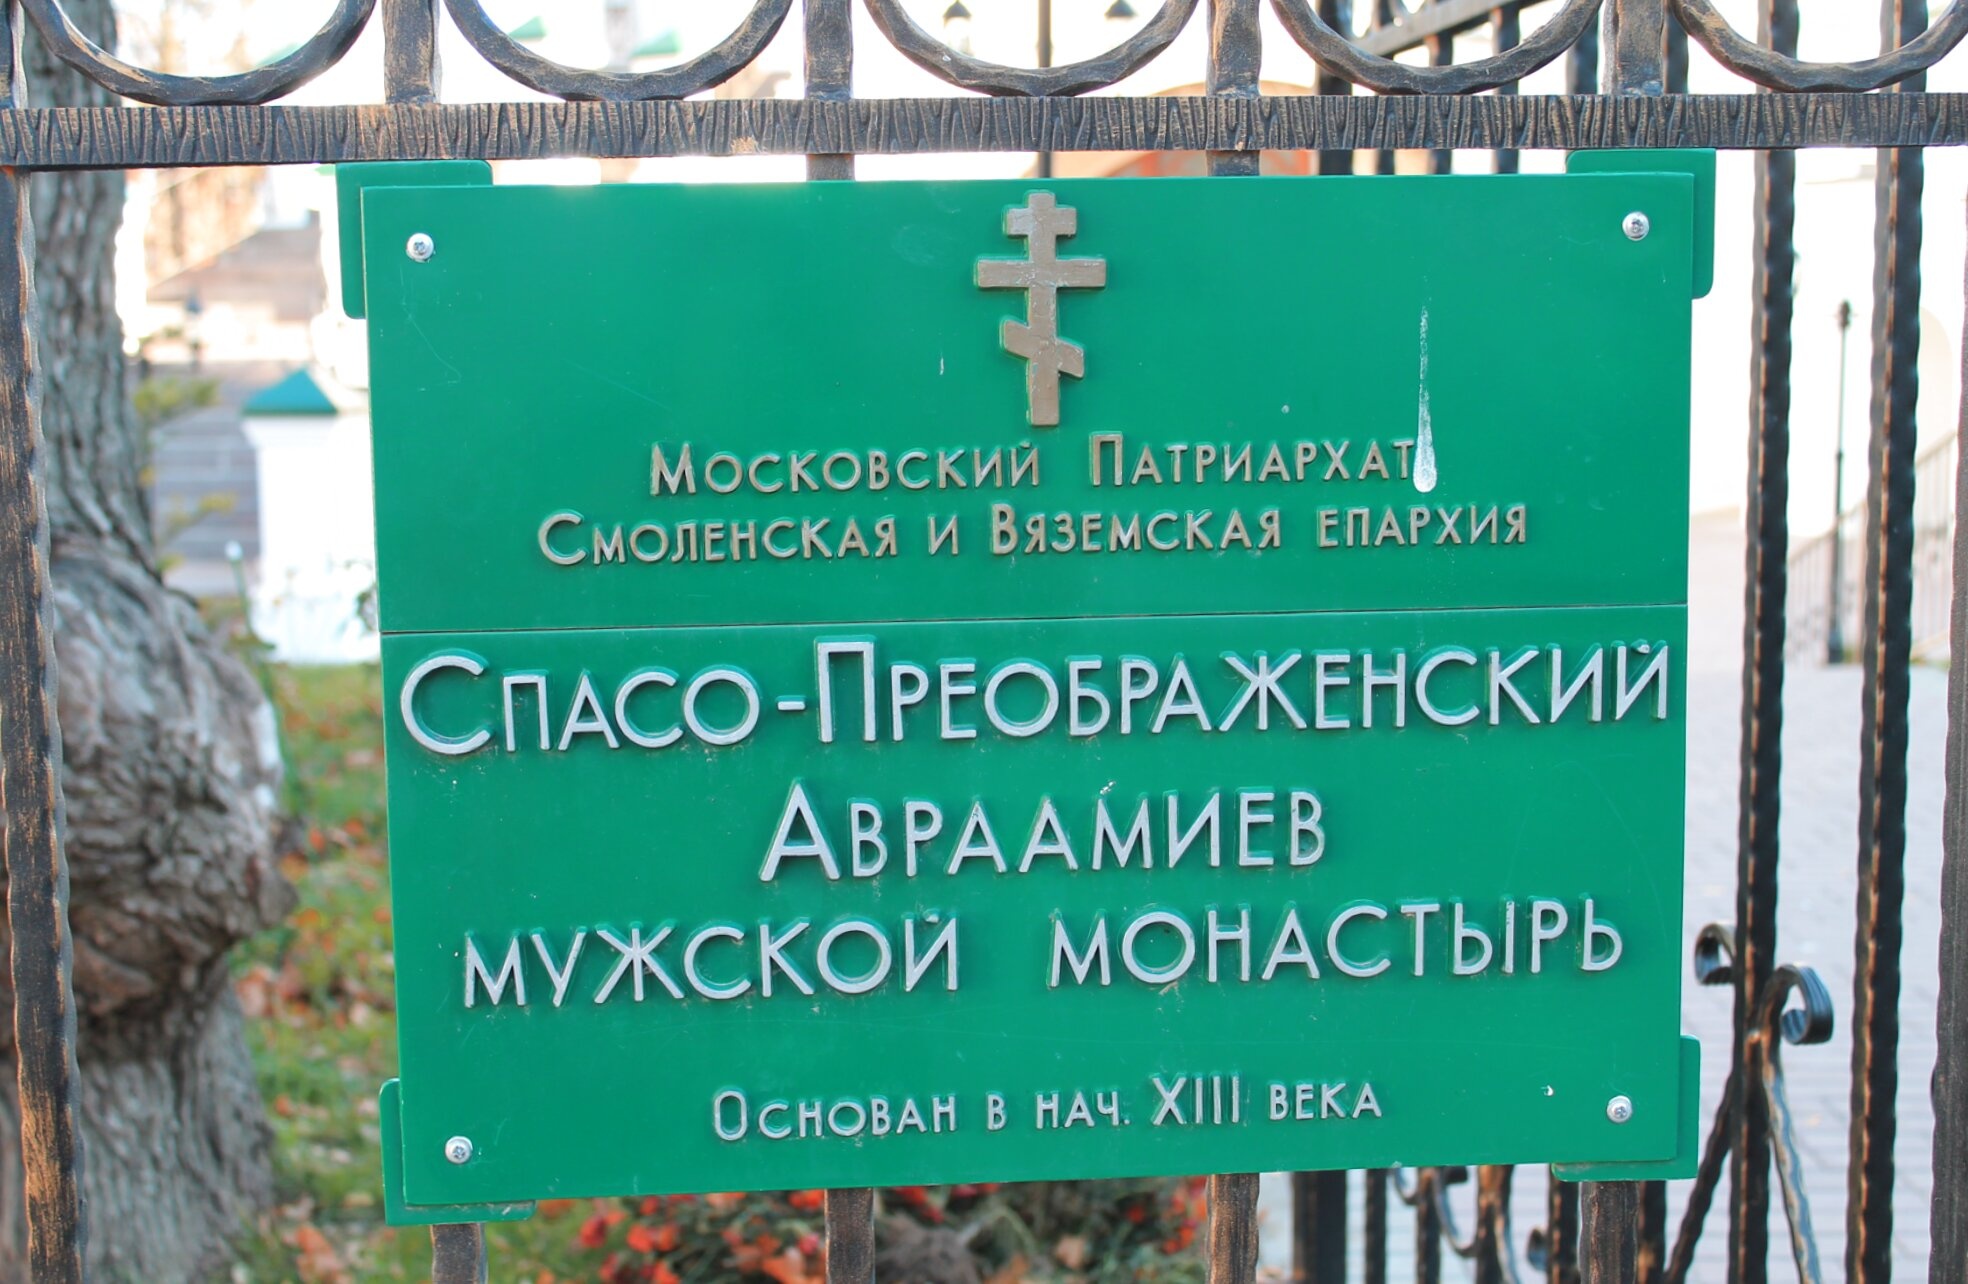 Московский Патриархат
Смоленская и Вяземская епархия
Спасо-Преображенский
Авраамиев
мужской монастырь
Основан в нач. XIII века